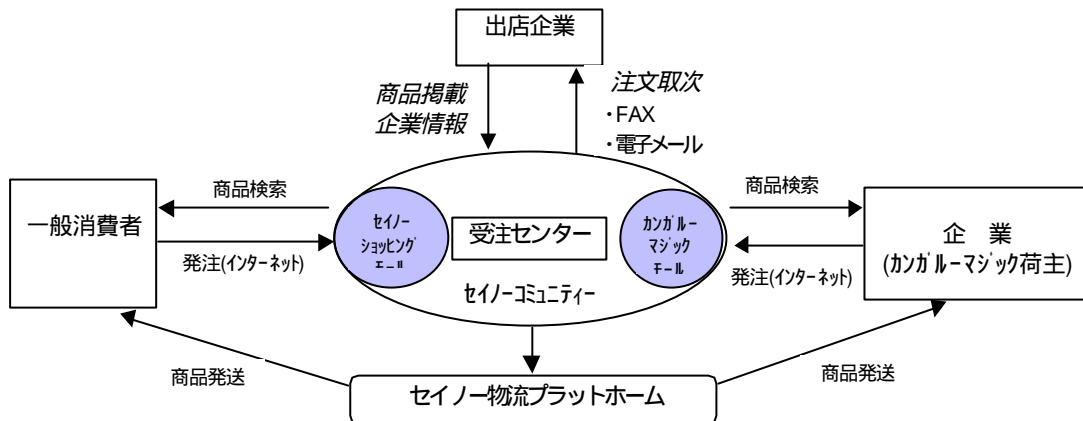 出店企業
商品掲載
企業情報
注文取次
・FAX
・電子メール
商品検索
商品検索
一般消費者
セイノー
ショッピング
モール
受注センター
カンガルー
マジック
モール
企 業
(カンガルーマジック荷主)
発注(インターネット)
発注(インターネット)
セイノーコミュニティー
商品発送
商品発送
セイノー物流プラットホーム